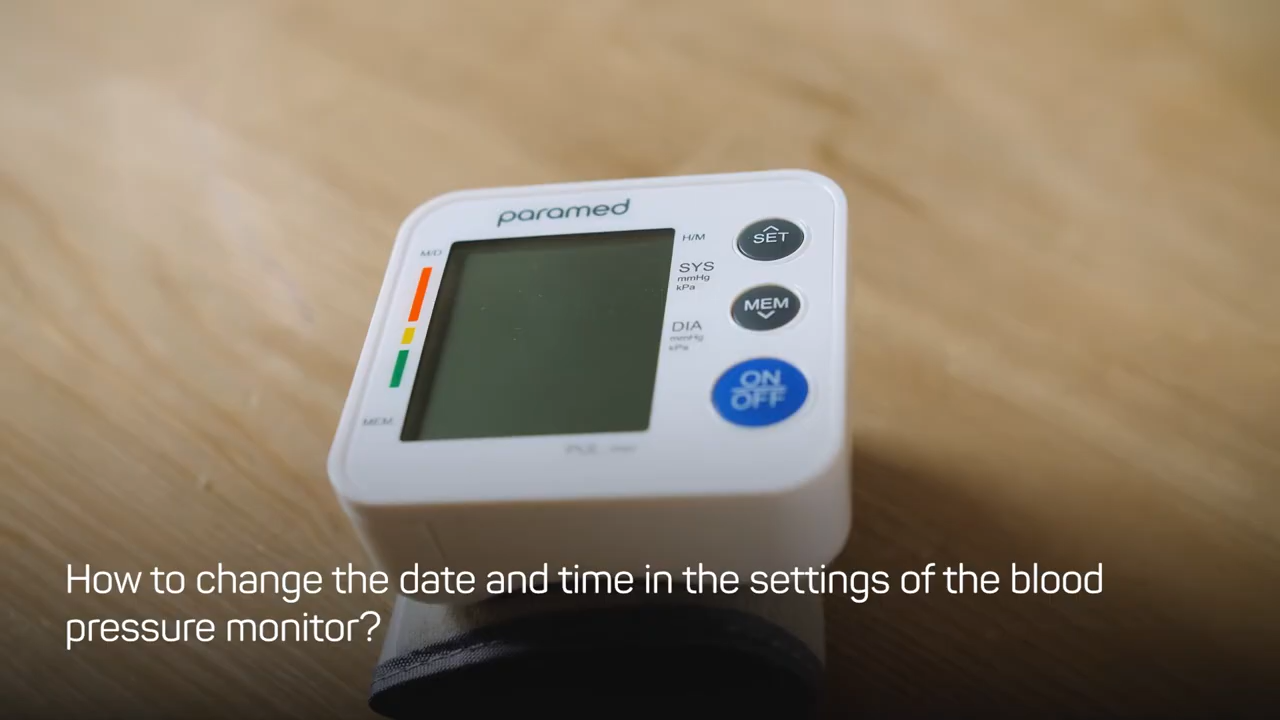 paramed
M/D
H/M
SET
SYS
mmHg
kPa
MEM
DIA
mmHg
kPa
ON
OFF
MEM
How to change the date and time in the settings of the blood
pressure monitor?